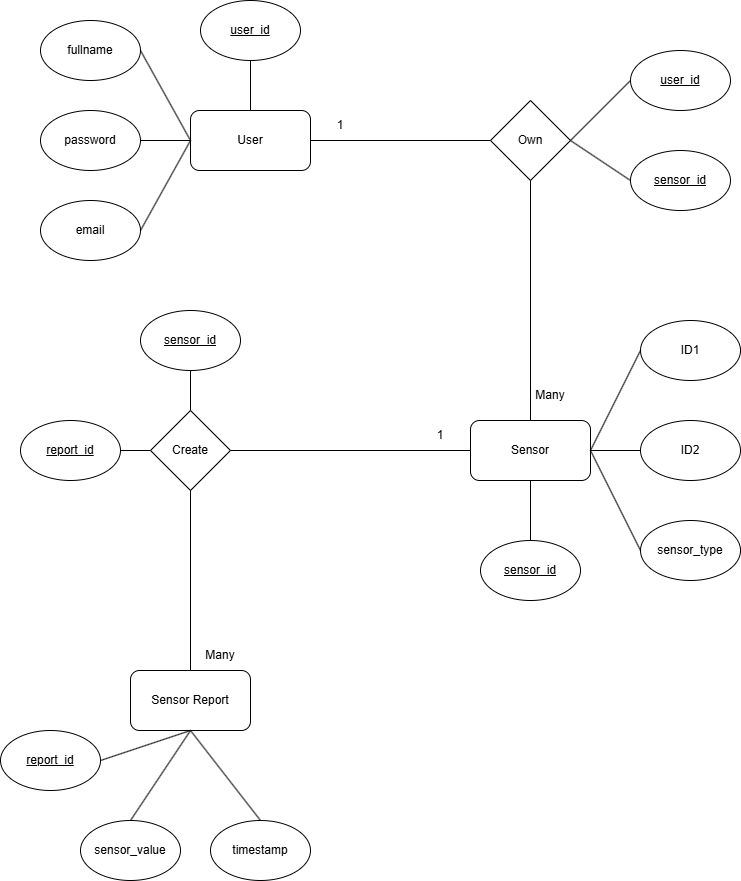 user_id
fullname
password
email
User
1
Own
user_id
sensor_id
Many
sensor_id
report_id
Create
1
Sensor
ID1
ID2
sensor_type
sensor_id
Many
Sensor Report
report_id
sensor_value
timestamp